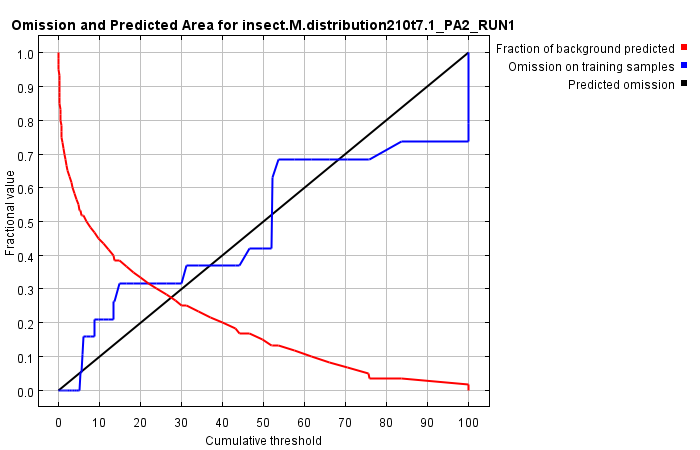 Omission and Predicted Area for insect.M.distribution210t7.1_PA2_RUN1
Fraction of background predicted
Omission on training samples
Predicted omission
Fractional value
1.0
0.9
0.8
0.7
0.6
0.5
0.4
0.3
0.2
0.1
0.0
0 10 20 30 40 50 60 70 80 90 100
Cumulative threshold